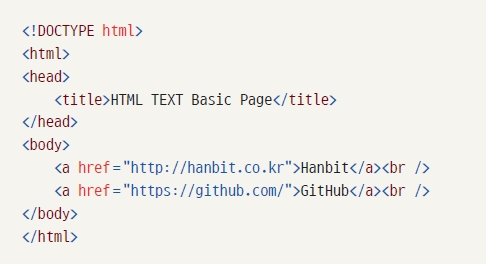 <!DOCTYPE html>
<html>
<head>
    <title>HTML TEXT Basic Page</title>
</head>
<body>
    <a href="http://hanbit.co.kr">Hanbit</a><br />
    <a href="https://github.com/">GitHub</a><br />
</body>
</html>